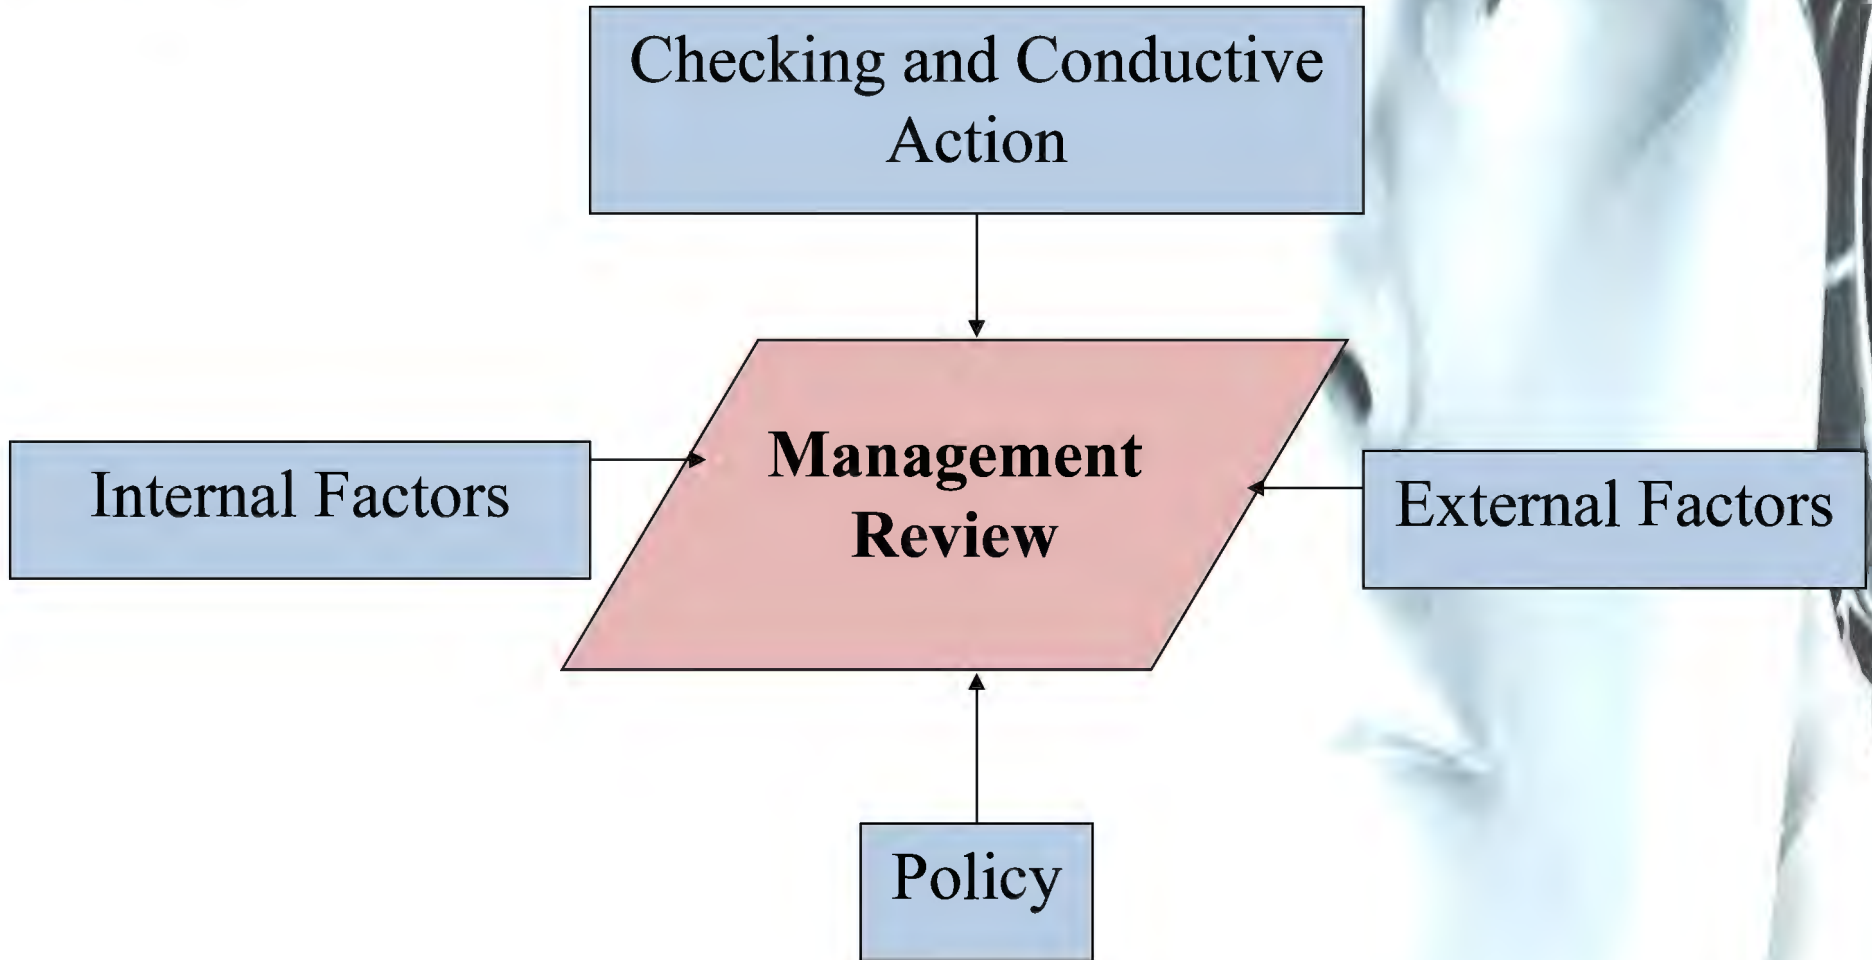 Checking and Conductive
Action
Internal Factors
Management
Review
External Factors
Policy